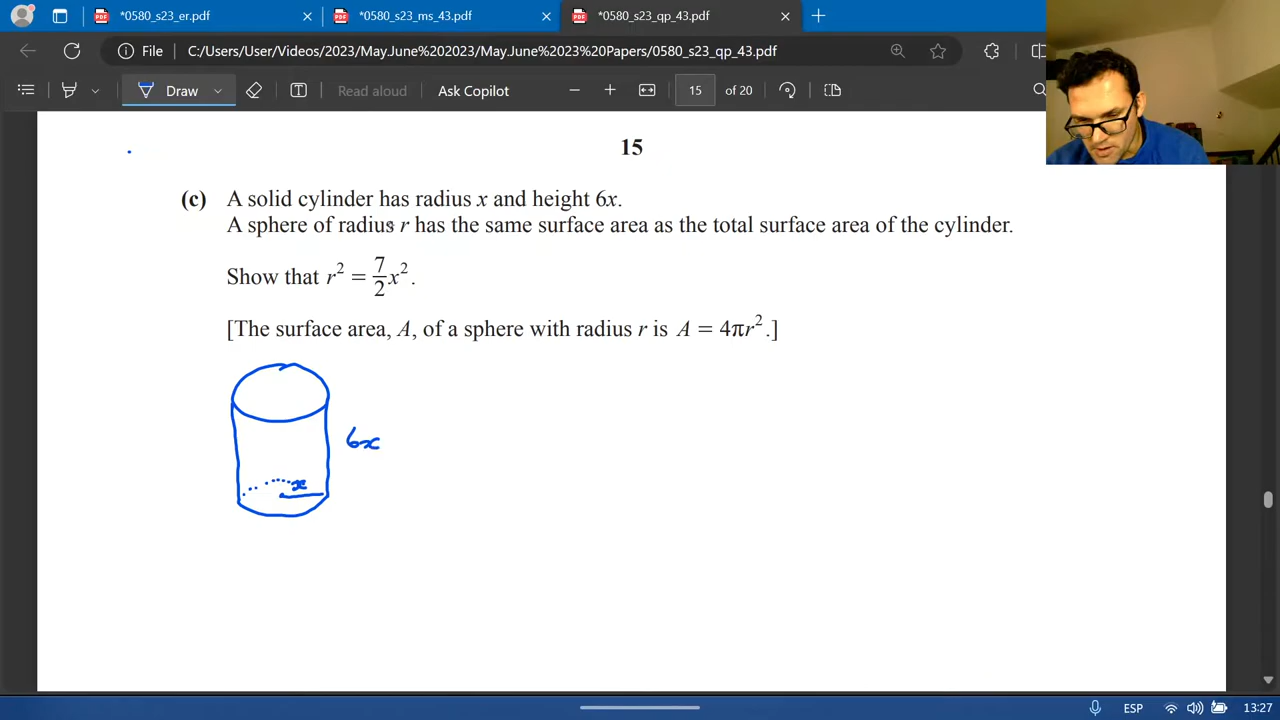 *0580_s23_er.pdf
*0580_s23_ms_43.pdf
*0580_s23_qp_43.pdf
File
C:/Users/User/Videos/2023/May.June%202023/May.June%2023%20Papers/0580_s23_qp_43.pdf
Draw
Read aloud
Ask Copilot
15
of 20
15
(c) A solid cylinder has radius x and height 6x.
A sphere of radius r has the same surface area as the total surface area of the cylinder.
Show that r² = 7/2 x².
[The surface area, A, of a sphere with radius r is A = 4πr².]
6x
x
ESP
13:27